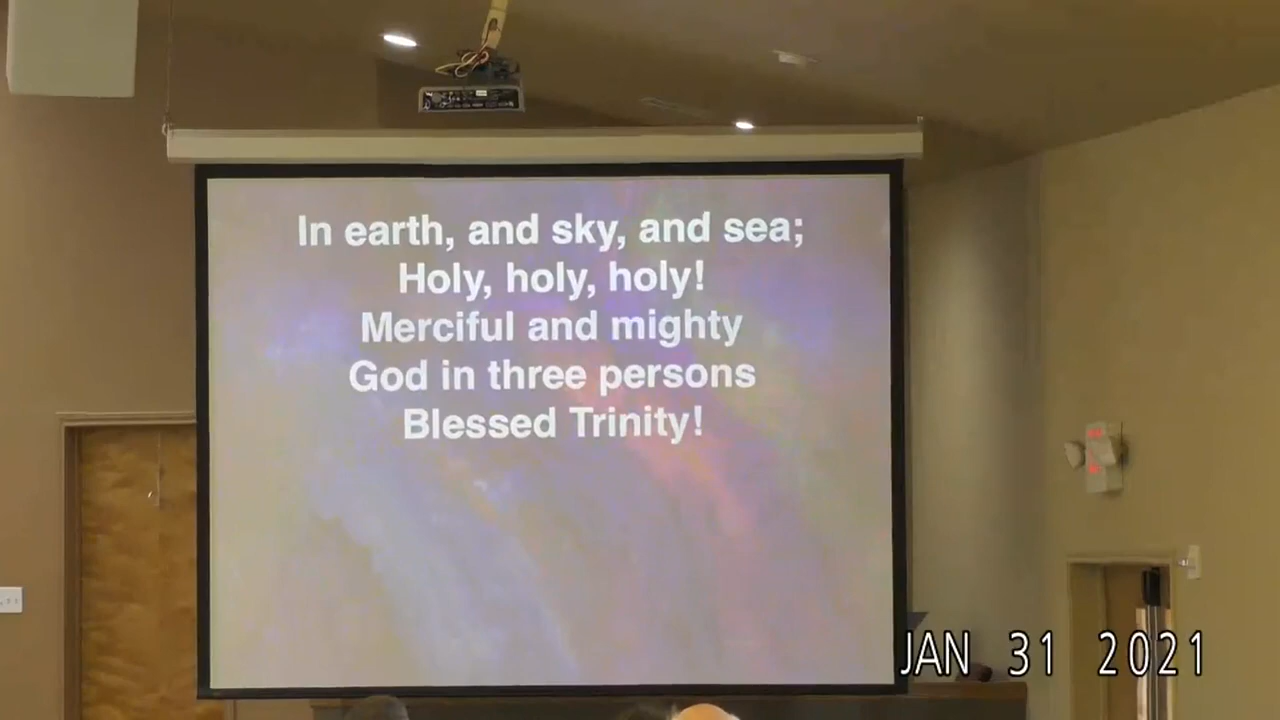 In earth, and sky, and sea;
Holy, holy, holy!
Merciful and mighty
God in three persons
Blessed Trinity!
JAN 31 2021